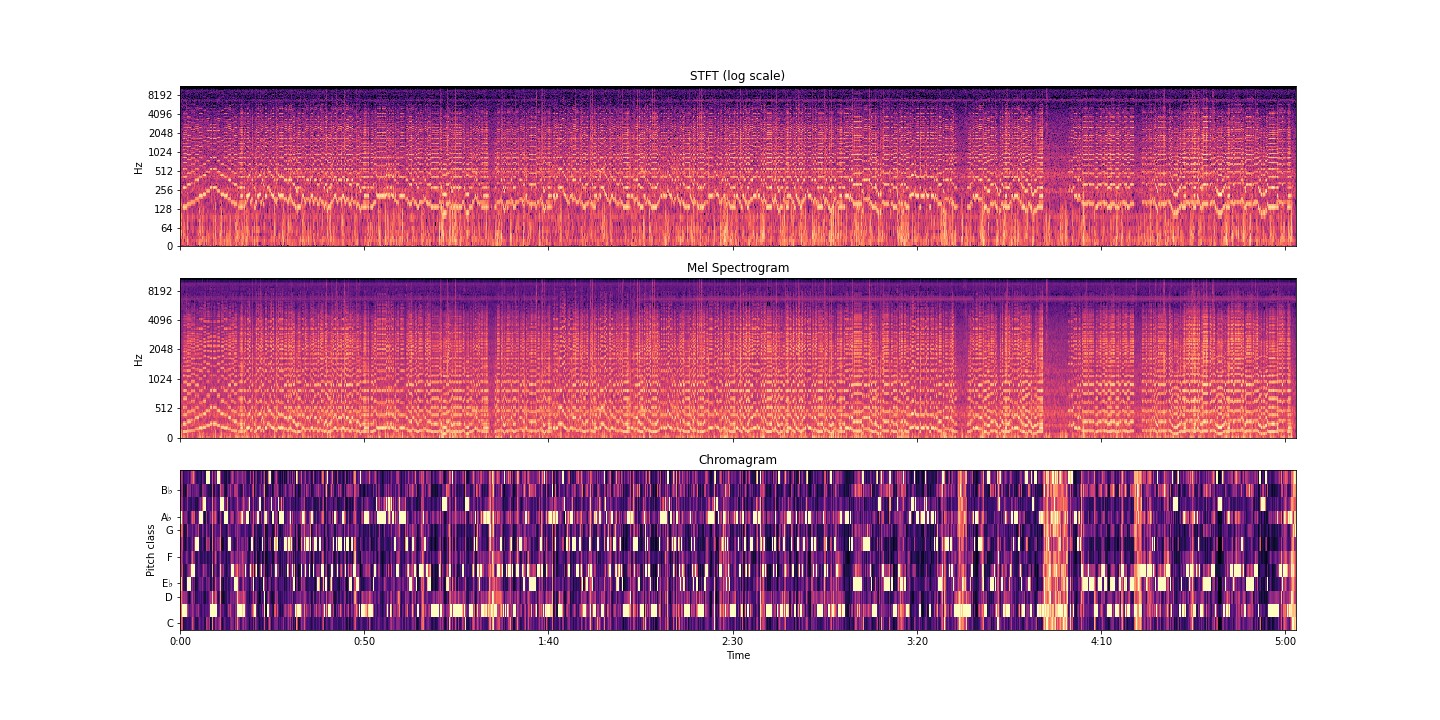 STFT (log scale)
8192
4096
2048
1024
512
256
128
64
0
Hz
Mel Spectrogram
8192
4096
2048
1024
512
0
Hz
Chromagram
B♭
A♭
G
F
E♭
D
C
Pitch class
0:00 0:50 1:40 2:30 3:20 4:10 5:00
Time